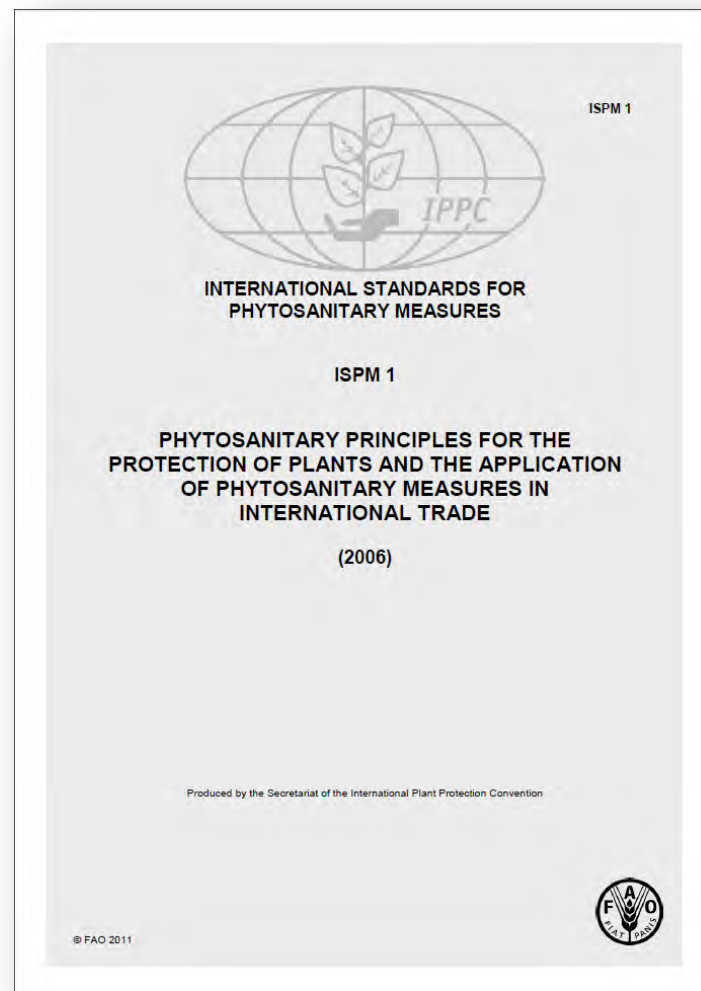 ISPM 1
IPPC
INTERNATIONAL STANDARDS FOR
PHYTOSANITARY MEASURES
ISPM 1
PHYTOSANITARY PRINCIPLES FOR THE
PROTECTION OF PLANTS AND THE APPLICATION
OF PHYTOSANITARY MEASURES IN
INTERNATIONAL TRADE
(2006)
Produced by the Secretariat of the International Plant Protection Convention
F A O
FIAT PANIS
© FAO 2011